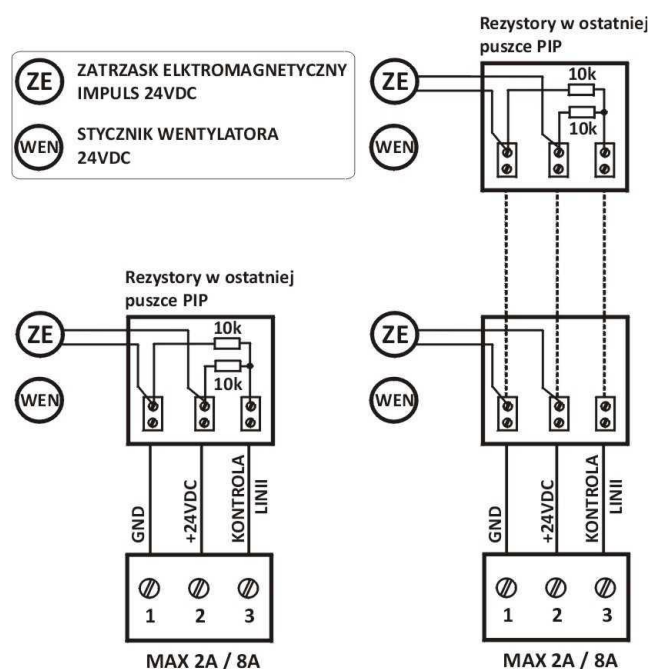 ZE
ZATRZASK ELKTROMAGNETYCZNY
IMPULS 24VDC
WEN
STYCZNIK WENTYLATORA
24VDC
Rezystory w ostatniej
puszce PIP
ZE
WEN
10k
10k
Rezystory w ostatniej
puszce PIP
ZE
WEN
10k
10k
GND
+24VDC
KONTROLA
LINII
1 2 3
MAX 2A / 8A
ZE
WEN
GND
+24VDC
KONTROLA
LINII
1 2 3
MAX 2A / 8A